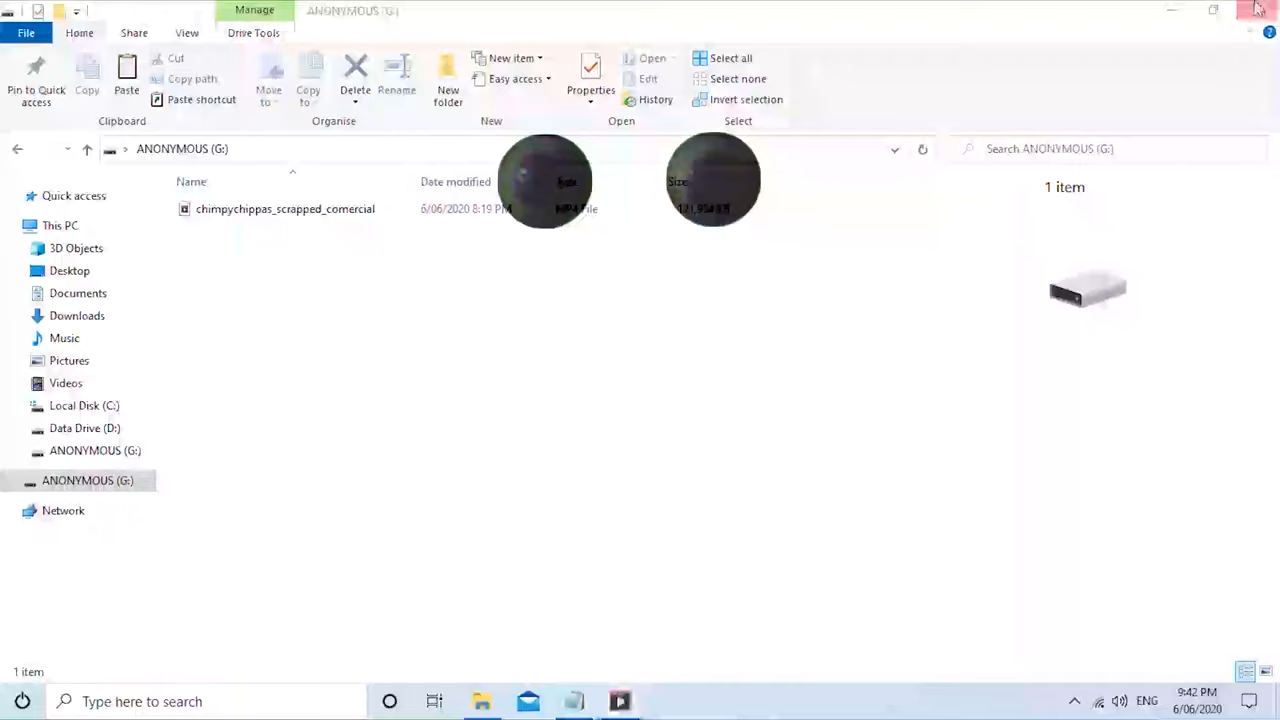 Manage ANONYMOUS (G:)
File Home Share View Drive Tools
Pin to Quick access
Copy
Paste
Cut
Copy path
Paste shortcut
Clipboard
Move to
Copy to
Delete
Rename
Organise
New folder
New item
Easy access
New
Properties
Open
Edit
History
Open
Select all
Select none
Invert selection
Select
ANONYMOUS (G:)
Search ANONYMOUS (G:)
Name Date modified Size
chimpychippas_scrapped_comercial 6/06/2020 8:19 PM MP4 File
1 item
Quick access
This PC
3D Objects
Desktop
Documents
Downloads
Music
Pictures
Videos
Local Disk (C:)
Data Drive (D:)
ANONYMOUS (G:)
ANONYMOUS (G:)
Network
1 item
Type here to search
ENG
9:42 PM
6/06/2020